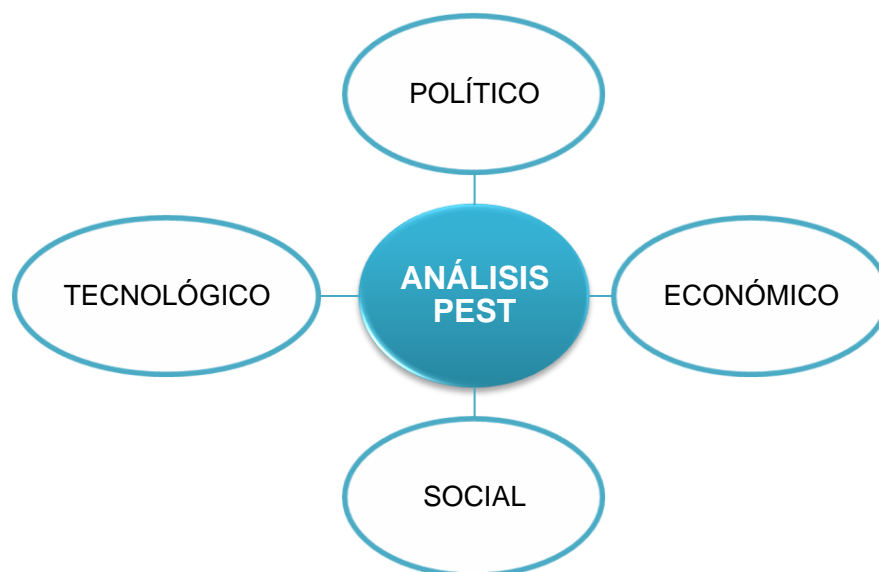 POLÍTICO
TECNOLÓGICO
ANÁLISIS
PEST
ECONÓMICO
SOCIAL